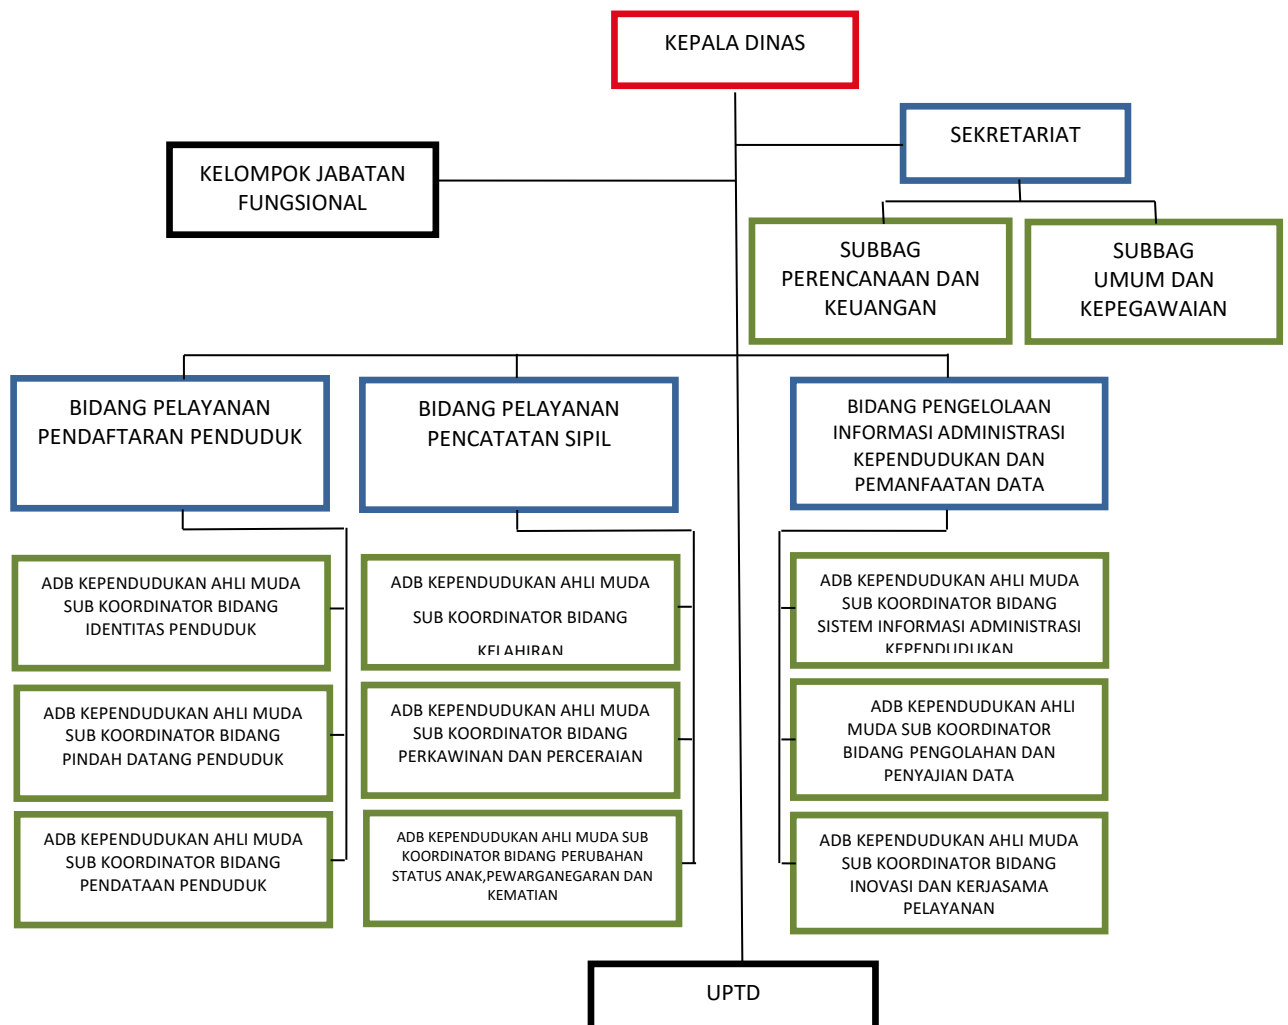 KEPALA DINAS
SEKRETARIAT
KELOMPOK JABATAN
FUNGSIONAL
SUBBAG
PERENCANAAN DAN
KEUANGAN
SUBBAG
UMUM DAN
KEPEGAWAIAN
BIDANG PELAYANAN
PENDAFTARAN PENDUDUK
BIDANG PELAYANAN
PENCATATAN SIPIL
BIDANG PENGELOLAAN
INFORMASI ADMINISTRASI
KEPENDUDUKAN DAN
PEMANFAATAN DATA
ADB KEPENDUDUKAN AHLI MUDA
SUB KOORDINATOR BIDANG
IDENTITAS PENDUDUK
ADB KEPENDUDUKAN AHLI MUDA
SUB KOORDINATOR BIDANG
KELAHIRAN
ADB KEPENDUDUKAN AHLI MUDA
SUB KOORDINATOR BIDANG
SISTEM INFORMASI ADMINISTRASI
KEPENDUDUKAN
ADB KEPENDUDUKAN AHLI MUDA
SUB KOORDINATOR BIDANG
PINDAH DATANG PENDUDUK
ADB KEPENDUDUKAN AHLI MUDA
SUB KOORDINATOR BIDANG
PERKAWINAN DAN PERCERAIAN
ADB KEPENDUDUKAN AHLI
MUDA SUB KOORDINATOR
BIDANG PENGOLAHAN DAN
PENYAJIAN DATA
ADB KEPENDUDUKAN AHLI MUDA
SUB KOORDINATOR BIDANG
PENDATAAN PENDUDUK
ADB KEPENDUDUKAN AHLI MUDA SUB
KOORDINATOR BIDANG PERUBAHAN
STATUS ANAK,PEWARGANEGARAN DAN
KEMATIAN
ADB KEPENDUDUKAN AHLI MUDA
SUB KOORDINATOR BIDANG
INOVASI DAN KERJASAMA
PELAYANAN
UPTD